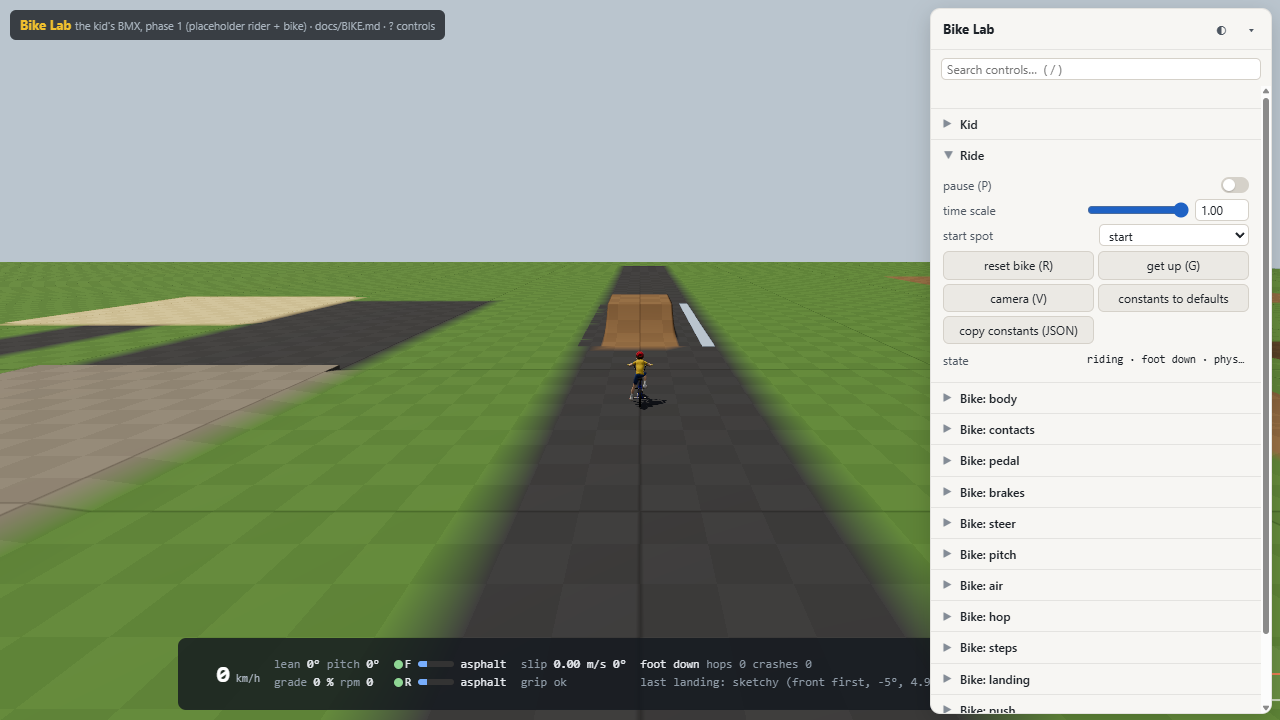 Bike Lab the kid's BMX, phase 1 (placeholder rider + bike) · docs/BIKE.md · ? controls
Bike Lab
Search controls... ( / )
Kid
Ride
pause (P)
time scale 1.00
start spot start
reset bike (R) get up (G)
camera (V) constants to defaults
copy constants (JSON)
state riding · foot down · phys…
Bike: body
Bike: contacts
Bike: pedal
Bike: brakes
Bike: steer
Bike: pitch
Bike: air
Bike: hop
Bike: steps
Bike: landing
Bike: push
0 km/h
lean 0° pitch 0° F asphalt slip 0.00 m/s 0° foot down hops 0 crashes 0
grade 0 % rpm 0 R asphalt grip ok last landing: sketchy (front first, -5°, 4.9